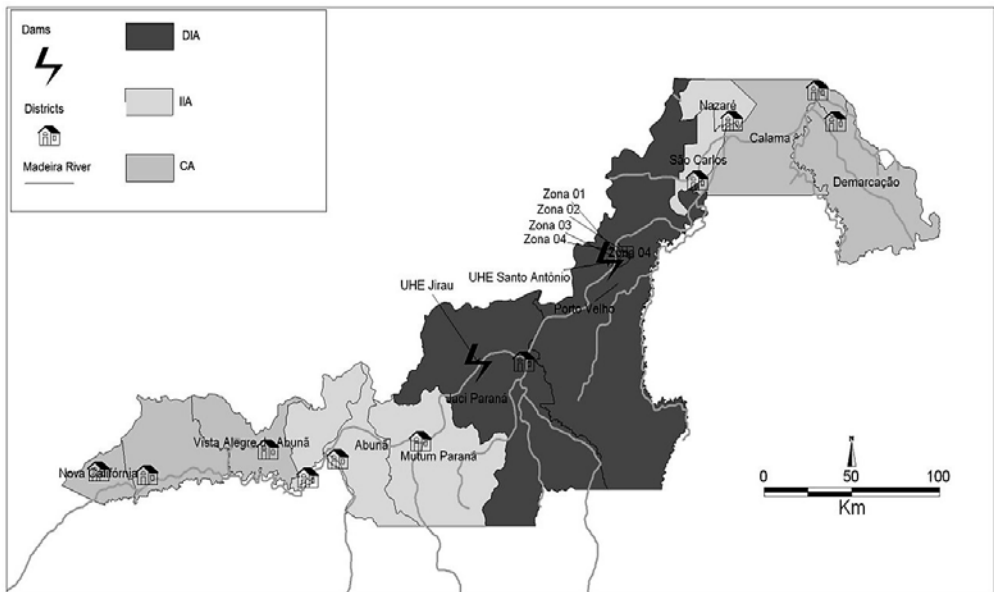 Dams
DIA
Districts
IIA
Madeira River
CA
Nazaré
Calama
São Carlos
Demarcação
Zona 01
Zona 02
Zona 03
Zona 04
Zona 04
UHE Santo Antônio
UHE Jirau
Porto Velho
Jaci Paraná
Vista Alegre do Abunã
Abunã
Mutum Paraná
Nova Califórnia
N
0 50 100
Km